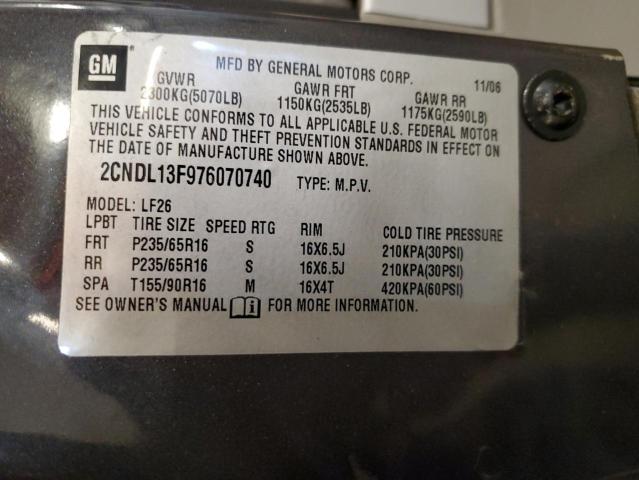 GM MFD BY GENERAL MOTORS CORP. 11/06
GVWR GAWR FRT GAWR RR
2300KG(5070LB) 1150KG(2535LB) 1175KG(2590LB)
THIS VEHICLE CONFORMS TO ALL APPLICABLE U.S. FEDERAL MOTOR
VEHICLE SAFETY AND THEFT PREVENTION STANDARDS IN EFFECT ON
THE DATE OF MANUFACTURE SHOWN ABOVE.
2CNDL13F976070740 TYPE: M.P.V.
MODEL: LF26
LPBT TIRE SIZE SPEED RTG RIM COLD TIRE PRESSURE
FRT P235/65R16 S 16X6.5J 210KPA(30PSI)
RR P235/65R16 S 16X6.5J 210KPA(30PSI)
SPA T155/90R16 M 16X4T 420KPA(60PSI)
SEE OWNER'S MANUAL FOR MORE INFORMATION.